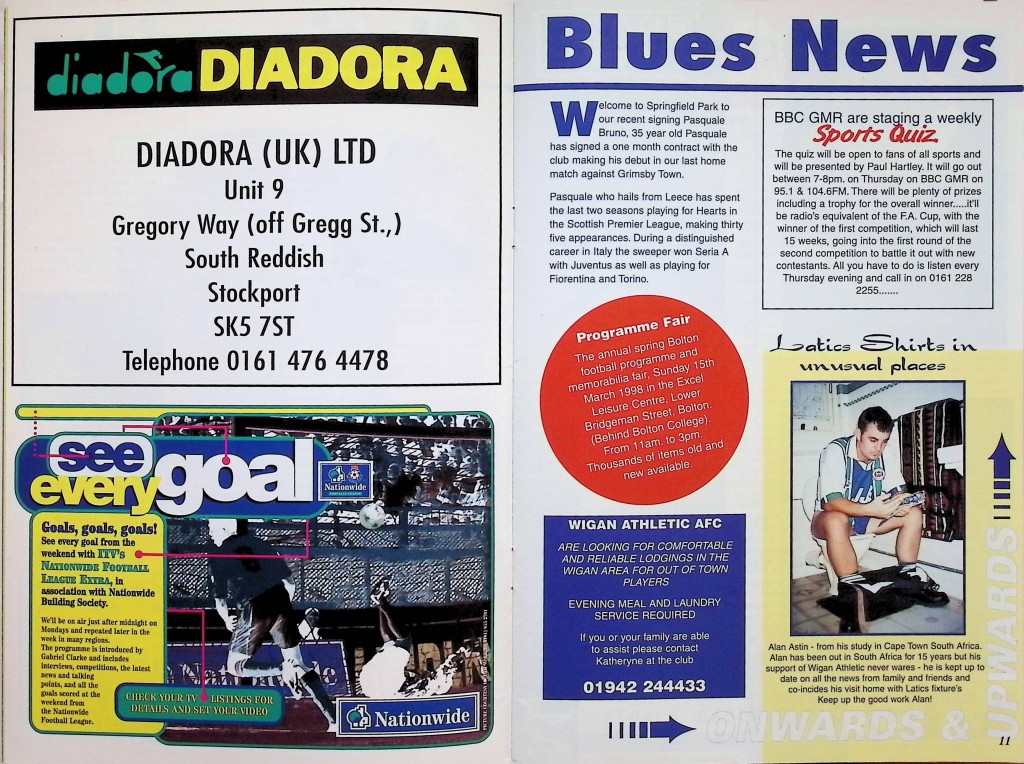 diadora DIADORA
DIADORA (UK) LTD
Unit 9
Gregory Way (off Gregg St.,)
South Reddish
Stockport
SK5 7ST
Telephone 0161 476 4478
see
every goal
Nationwide
Goals, goals, goals!
See every goal from the
weekend with ITV's
NATIONWIDE FOOTBALL
LEAGUE EXTRA, in
association with Nationwide
Building Society.
We'll be on air just after midnight on
Mondays and repeated later in the
week in many regions.
The programme is introduced by
Gabriel Clarke and includes
interviews, competitions, the latest
news and talking
points, and all the
goals scored at the
weekend from
the Nationwide
Football League.
CHECK YOUR TV LISTINGS FOR
DETAILS AND SET YOUR VIDEO
Nationwide
Nationwide
Blues News
Welcome to Springfield Park to
our recent signing Pasquale
Bruno, 35 year old Pasquale
has signed a one month contract with the
club making his debut in our last home
match against Grimsby Town.
Pasquale who hails from Leece has spent
the last two seasons playing for Hearts in
the Scottish Premier League, making thirty
five appearances. During a distinguished
career in Italy the sweeper won Seria A
with Juventus as well as playing for
Fiorentina and Torino.
Programme Fair
The annual spring Bolton
football programme and
memorabilia fair, Sunday 15th
March 1998 in the Excel
Leisure Centre, Lower
Bridgeman Street, Bolton.
(Behind Bolton College).
From 11am. to 3pm.
Thousands of items old and
new available.
WIGAN ATHLETIC AFC
ARE LOOKING FOR COMFORTABLE
AND RELIABLE LODGINGS IN THE
WIGAN AREA FOR OUT OF TOWN
PLAYERS
EVENING MEAL AND LAUNDRY
SERVICE REQUIRED
If you or your family are able
to assist please contact
Katheryne at the club
01942 244433
BBC GMR are staging a weekly
Sports Quiz
The quiz will be open to fans of all sports and
will be presented by Paul Hartley. It will go out
between 7-8pm. on Thursday on BBC GMR on
95.1 & 104.6FM. There will be plenty of prizes
including a trophy for the overall winner.....it'll
be radio's equivalent of the F.A. Cup, with the
winner of the first competition, which will last
15 weeks, going into the first round of the
second competition to battle it out with new
contestants. All you have to do is listen every
Thursday evening and call in on 0161 228
2255.......
Latics Shirts in
unusual places
Alan Astin - from his study in Cape Town South Africa.
Alan has been out in South Africa for 15 years but his
support of Wigan Athletic never wares - he is kept up to
date on all the news from family and friends and
co-incides his visit home with Latics fixture's
Keep up the good work Alan!
ONWARDS & UPWARDS
11